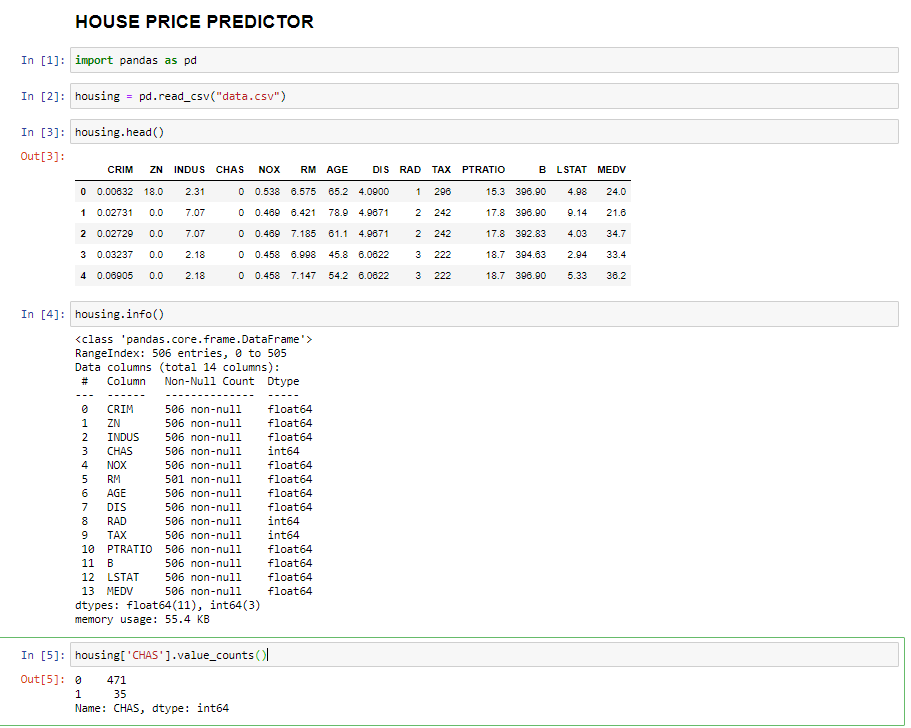 HOUSE PRICE PREDICTOR
In [1]: import pandas as pd
In [2]: housing = pd.read_csv("data.csv")
In [3]: housing.head()
Out[3]:
CRIM ZN INDUS CHAS NOX RM AGE DIS RAD TAX PTRATIO B LSTAT MEDV
0 0.00632 18.0 2.31 0 0.538 6.575 65.2 4.0900 1 296 15.3 396.90 4.98 24.0
1 0.02731 0.0 7.07 0 0.469 6.421 78.9 4.9671 2 242 17.8 396.90 9.14 21.6
2 0.02729 0.0 7.07 0 0.469 7.185 61.1 4.9671 2 242 17.8 392.83 4.03 34.7
3 0.03237 0.0 2.18 0 0.458 6.998 45.8 6.0622 3 222 18.7 394.63 2.94 33.4
4 0.06905 0.0 2.18 0 0.458 7.147 54.2 6.0622 3 222 18.7 396.90 5.33 36.2
In [4]: housing.info()
<class 'pandas.core.frame.DataFrame'>
RangeIndex: 506 entries, 0 to 505
Data columns (total 14 columns):
# Column Non-Null Count Dtype
--- ------ -------------- -----
0 CRIM 506 non-null float64
1 ZN 506 non-null float64
2 INDUS 506 non-null float64
3 CHAS 506 non-null int64
4 NOX 506 non-null float64
5 RM 501 non-null float64
6 AGE 506 non-null float64
7 DIS 506 non-null float64
8 RAD 506 non-null int64
9 TAX 506 non-null int64
10 PTRATIO 506 non-null float64
11 B 506 non-null float64
12 LSTAT 506 non-null float64
13 MEDV 506 non-null float64
dtypes: float64(11), int64(3)
memory usage: 55.4 KB
In [5]: housing['CHAS'].value_counts()
Out[5]: 0 471
1 35
Name: CHAS, dtype: int64